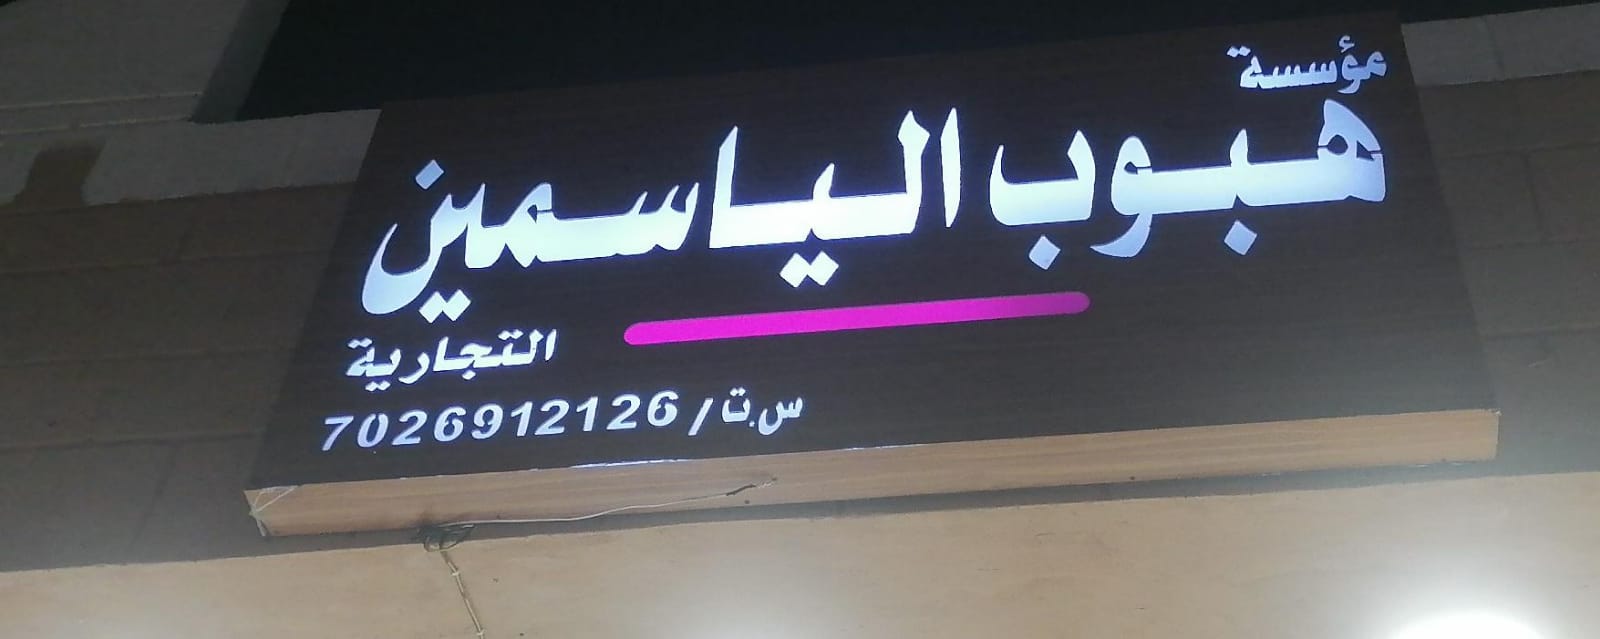 مؤسسة
هبوب الياسمين
التجارية
س.ت/ 7026912126